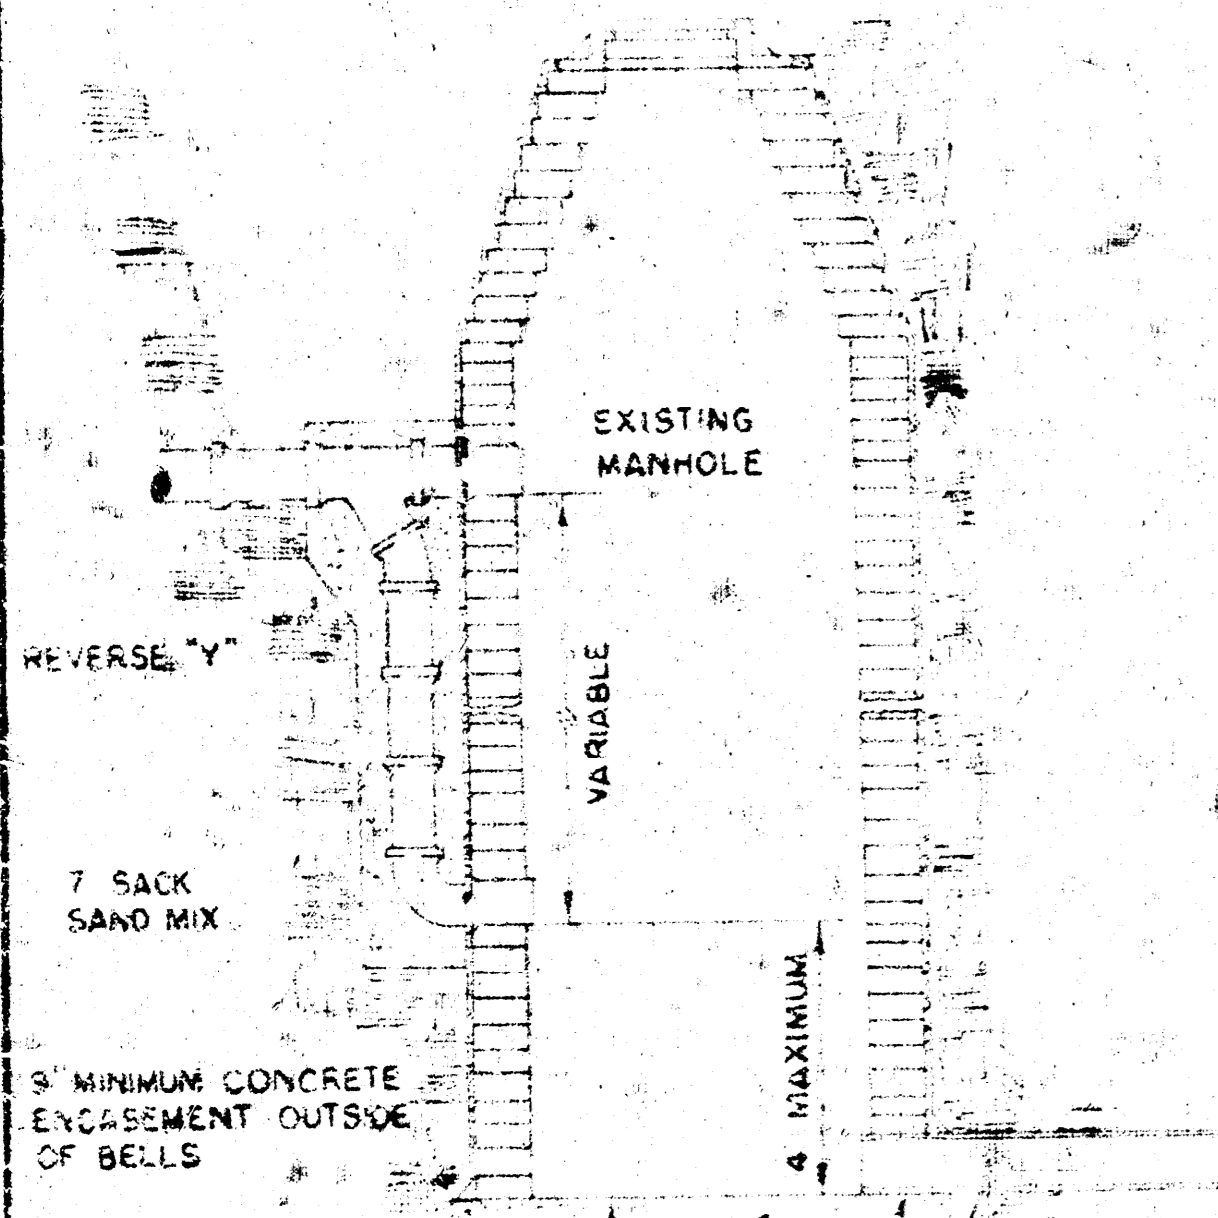 EXISTING
MANHOLE
REVERSE "Y"
VARIABLE
7 SACK
SAND MIX
4 MAXIMUM
MINIMUM CONCRETE
ENCASEMENT OUTSIDE
OF BELLS